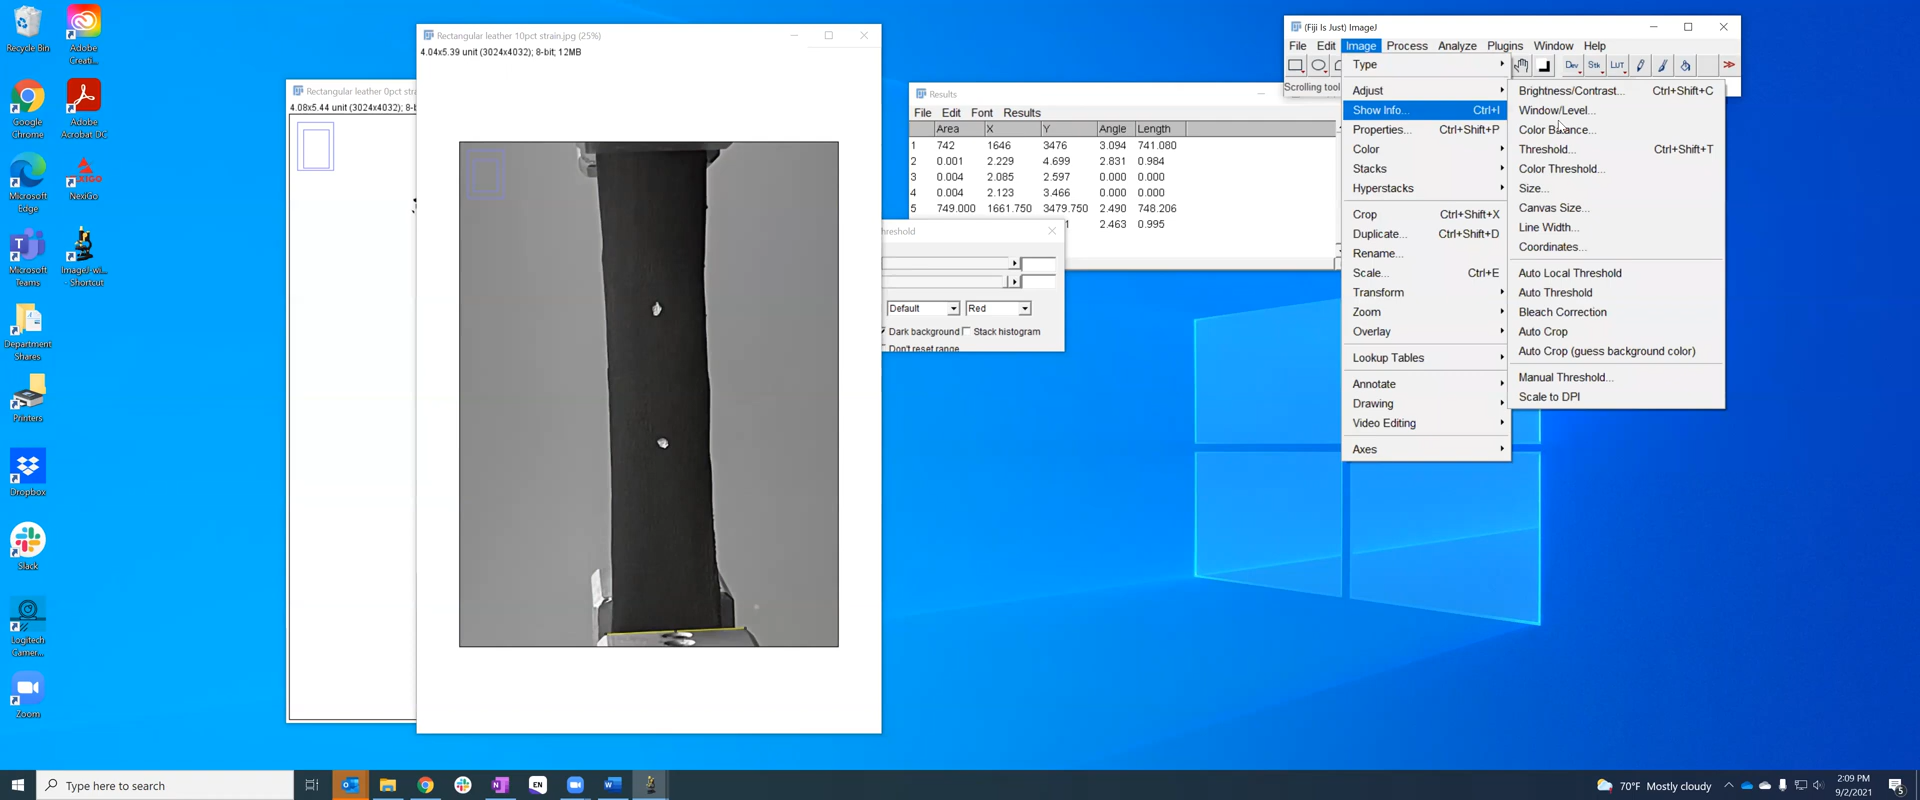 Recycle Bin
Adobe
Creati...
Google
Chrome
Adobe
Acrobat DC
Microsoft
Edge
NEXIGO
NexiGo
Microsoft
Teams
ImageJ-wi...
- Shortcut
Department
Shares
Printers
Dropbox
Slack
Logitech
Camer...
Zoom
Rectangular leather 0pct stra
4.08x5.44 unit (3024x4032); 8-b
Rectangular leather 10pct strain.jpg (25%)
4.04x5.39 unit (3024x4032); 8-bit; 12MB
Results
File Edit Font Results
Area X Y Angle Length
1 742 1646 3476 3.094 741.080
2 0.001 2.229 4.699 2.831 0.984
3 0.004 2.085 2.597 0.000 0.000
4 0.004 2.123 3.466 0.000 0.000
5 749.000 1661.750 3479.750 2.490 748.206
1 2.463 0.995
hreshold
Default Red
Dark background Stack histogram
Don't reset range
(Fiji Is Just) ImageJ
File Edit Image Process Analyze Plugins Window Help
Dev Stk LUT >>
Scrolling tool
Type
Adjust
Show Info... Ctrl+I
Properties... Ctrl+Shift+P
Color
Stacks
Hyperstacks
Crop Ctrl+Shift+X
Duplicate... Ctrl+Shift+D
Rename...
Scale... Ctrl+E
Transform
Zoom
Overlay
Lookup Tables
Annotate
Drawing
Video Editing
Axes
Brightness/Contrast... Ctrl+Shift+C
Window/Level...
Color Balance...
Threshold... Ctrl+Shift+T
Color Threshold...
Size...
Canvas Size...
Line Width...
Coordinates...
Auto Local Threshold
Auto Threshold
Bleach Correction
Auto Crop
Auto Crop (guess background color)
Manual Threshold...
Scale to DPI
Type here to search
EN
70°F Mostly cloudy
2:09 PM
9/2/2021
5